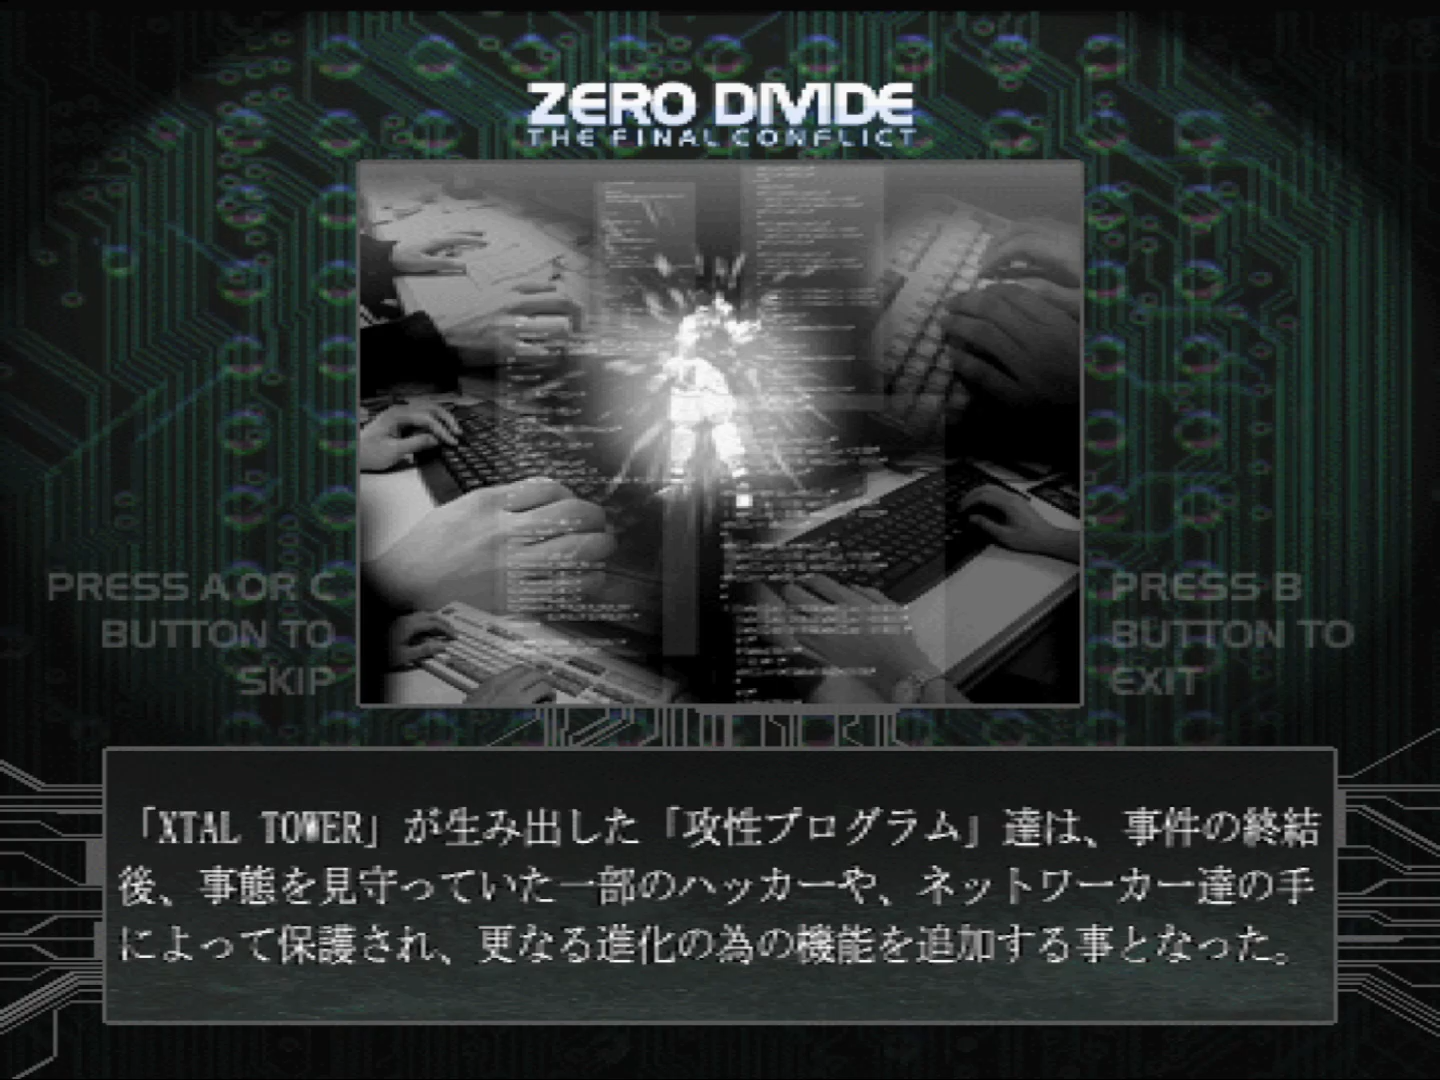 ZERO DIVIDE
THE FINAL CONFLICT
PRESS A OR C
BUTTON TO
SKIP
PRESS B
BUTTON TO
EXIT
「XTAL TOWER」が生み出した「攻性プログラム」達は、事件の終結
後、事態を見守っていた一部のハッカーや、ネットワーカー達の手
によって保護され、更なる進化の為の機能を追加する事となった。